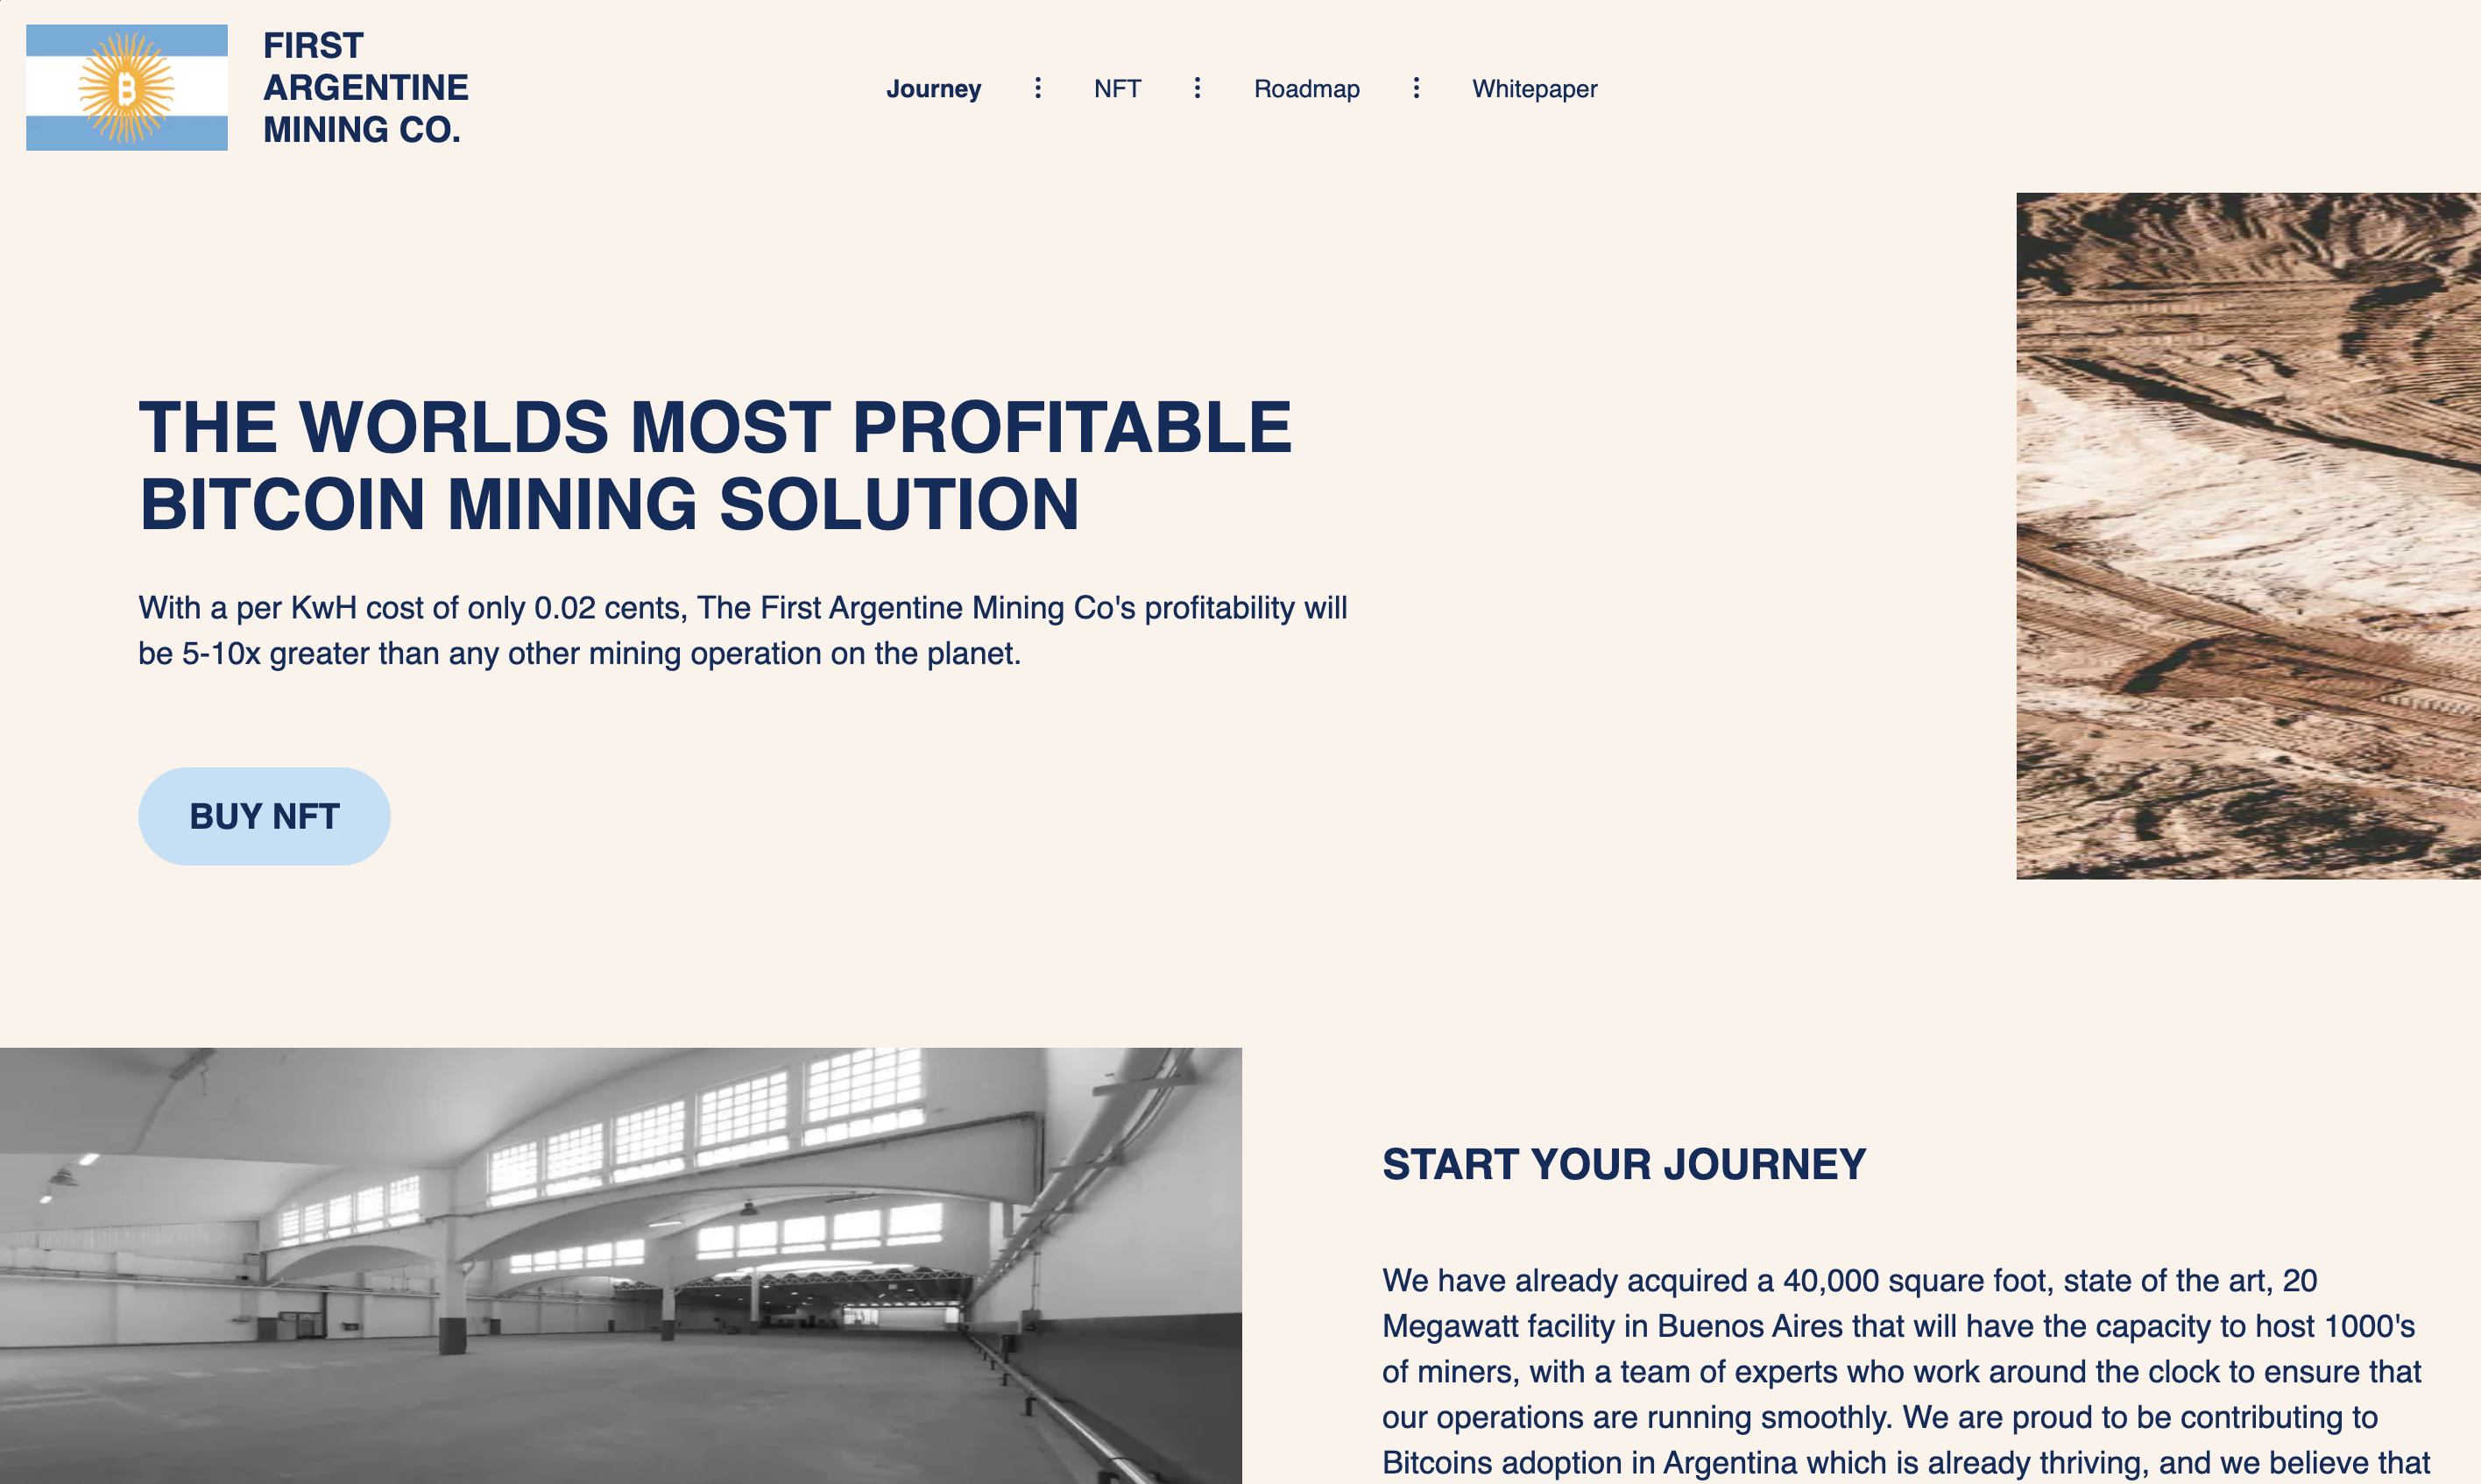 FIRST
ARGENTINE
MINING CO.
Journey
NFT
Roadmap
Whitepaper
THE WORLDS MOST PROFITABLE
BITCOIN MINING SOLUTION
With a per KwH cost of only 0.02 cents, The First Argentine Mining Co's profitability will
be 5-10x greater than any other mining operation on the planet.
BUY NFT
START YOUR JOURNEY
We have already acquired a 40,000 square foot, state of the art, 20
Megawatt facility in Buenos Aires that will have the capacity to host 1000's
of miners, with a team of experts who work around the clock to ensure that
our operations are running smoothly. We are proud to be contributing to
Bitcoins adoption in Argentina which is already thriving, and we believe that